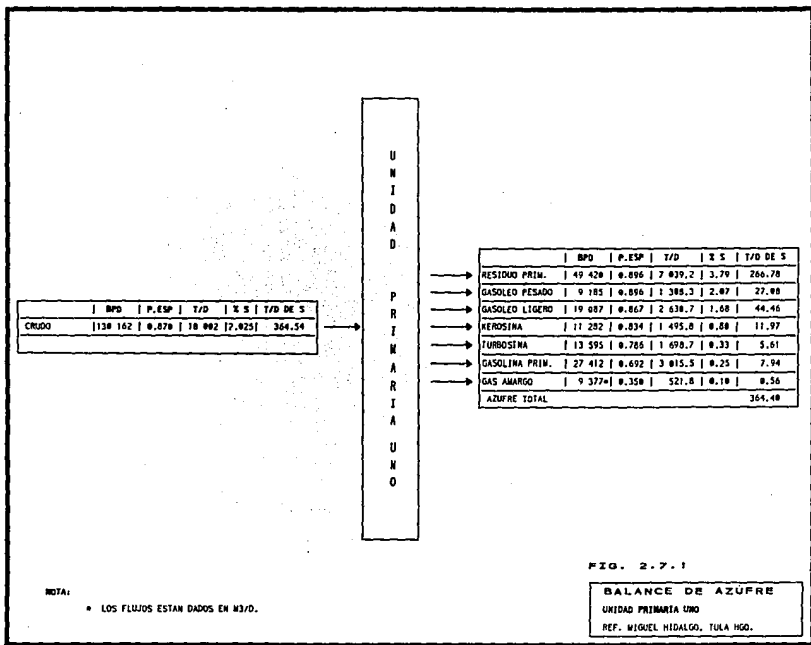 UNIDAD PRIMARIA UNO
| BPD | P.ESP | T/D | % S | T/D DE S
CRUDO |130 162 | 0.870 | 18 002 |2.025| 364.54
| BPD | P.ESP | T/D | % S | T/D DE S
RESIDUO PRIM. | 49 420 | 0.896 | 7 039.2 | 3.79 | 266.78
GASOLEO PESADO | 9 185 | 0.896 | 1 308.3 | 2.07 | 27.08
GASOLEO LIGERO | 19 087 | 0.867 | 2 630.7 | 1.68 | 44.46
KEROSINA | 11 282 | 0.834 | 1 495.8 | 0.80 | 11.97
TURBOSINA | 13 595 | 0.786 | 1 698.7 | 0.33 | 5.61
GASOLINA PRIM. | 27 412 | 0.692 | 3 015.5 | 0.25 | 7.94
GAS AMARGO | 9 377*| 0.350 | 521.8 | 0.10 | 0.56
AZUFRE TOTAL 364.40
FIG. 2.7.1
NOTA:
* LOS FLUJOS ESTAN DADOS EN M3/D.
BALANCE DE AZUFRE
UNIDAD PRIMARIA UNO
REF. MIGUEL HIDALGO, TULA HGO.